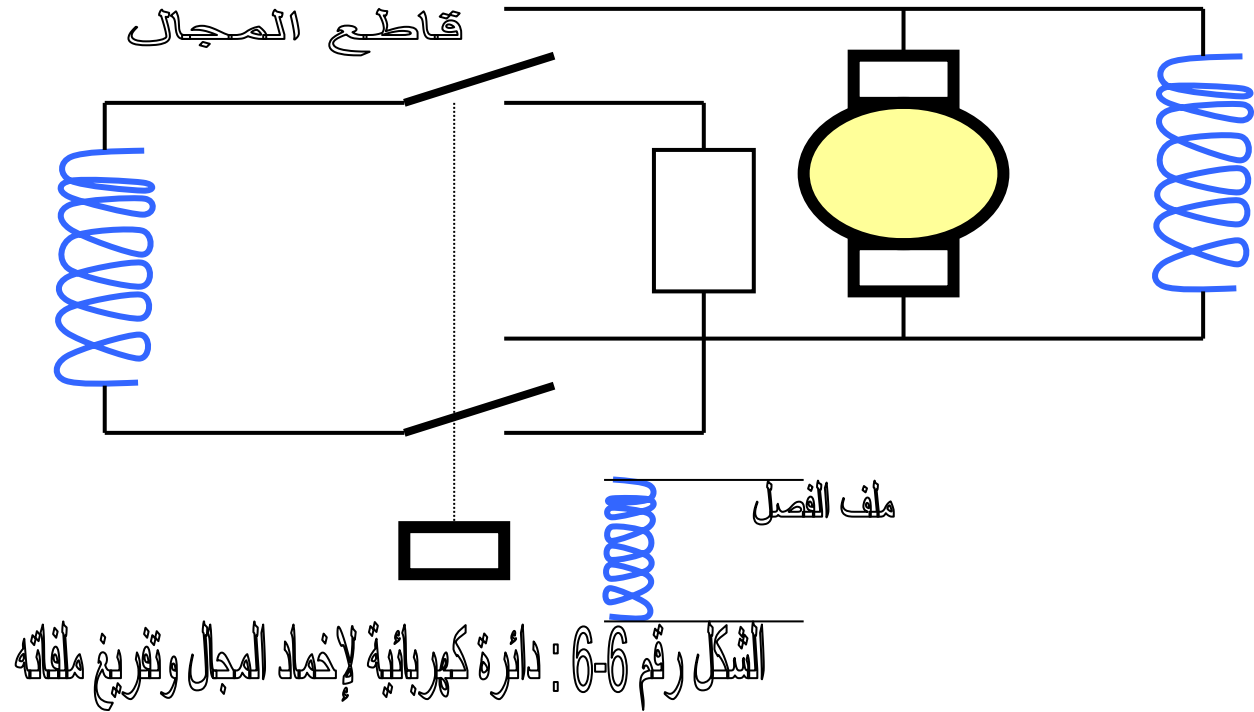 قاطع المجال
ملف الفصل
الشكل رقم 6-6 : دائرة كهربائية لإخماد المجال وتفريغ ملفاته